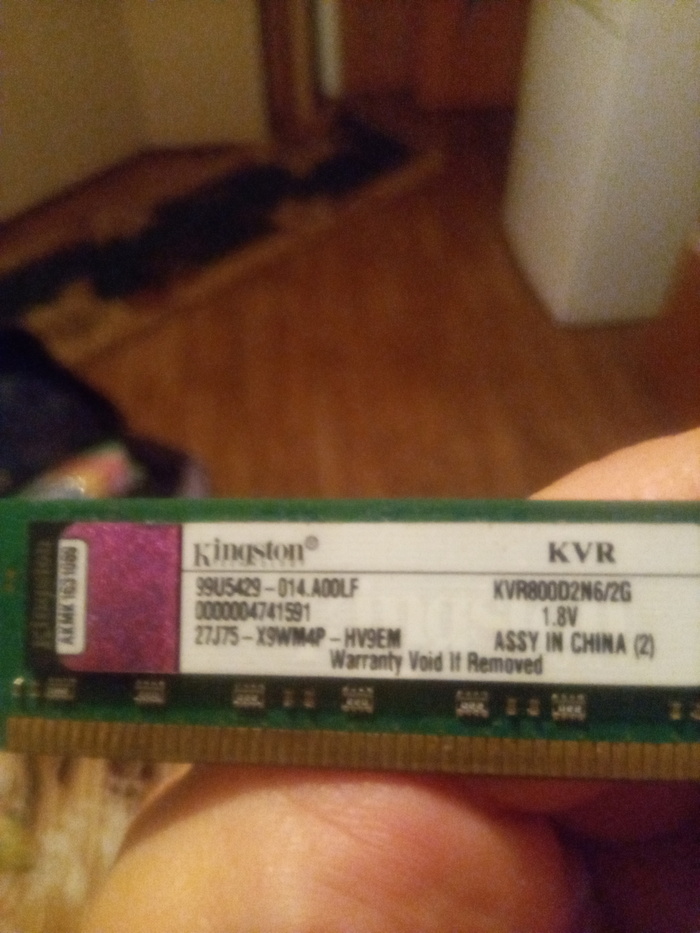 Kingston® KVR
99U5429-014.A00LF KVR800D2N6/2G
0000004741591 1.8V
27J75-X9WM4P-HV9EM ASSY IN CHINA (2)
Warranty Void If Removed